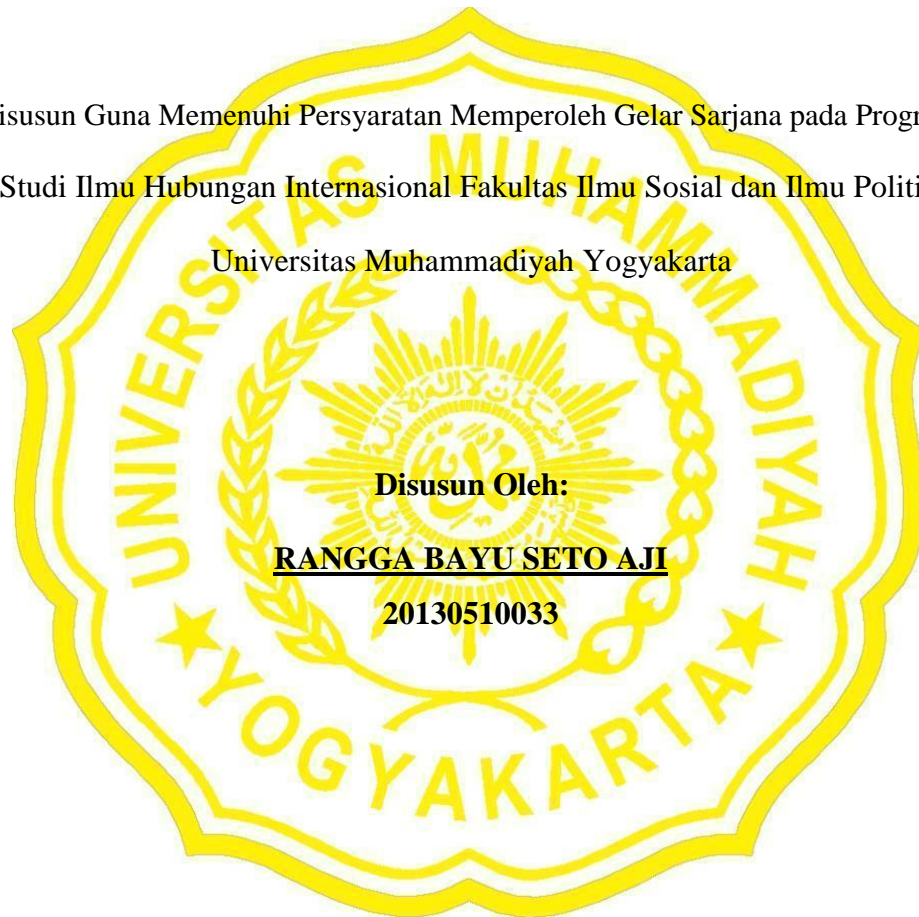 isusun Guna Memenuhi Persyaratan Memperoleh Gelar Sarjana pada Progr
Studi Ilmu Hubungan Internasional Fakultas Ilmu Sosial dan Ilmu Politi
Universitas Muhammadiyah Yogyakarta
Disusun Oleh:
RANGGA BAYU SETO AJI
20130510033
UNIVERSITAS MUHAMMADIYAH
★YOGYAKARTA★